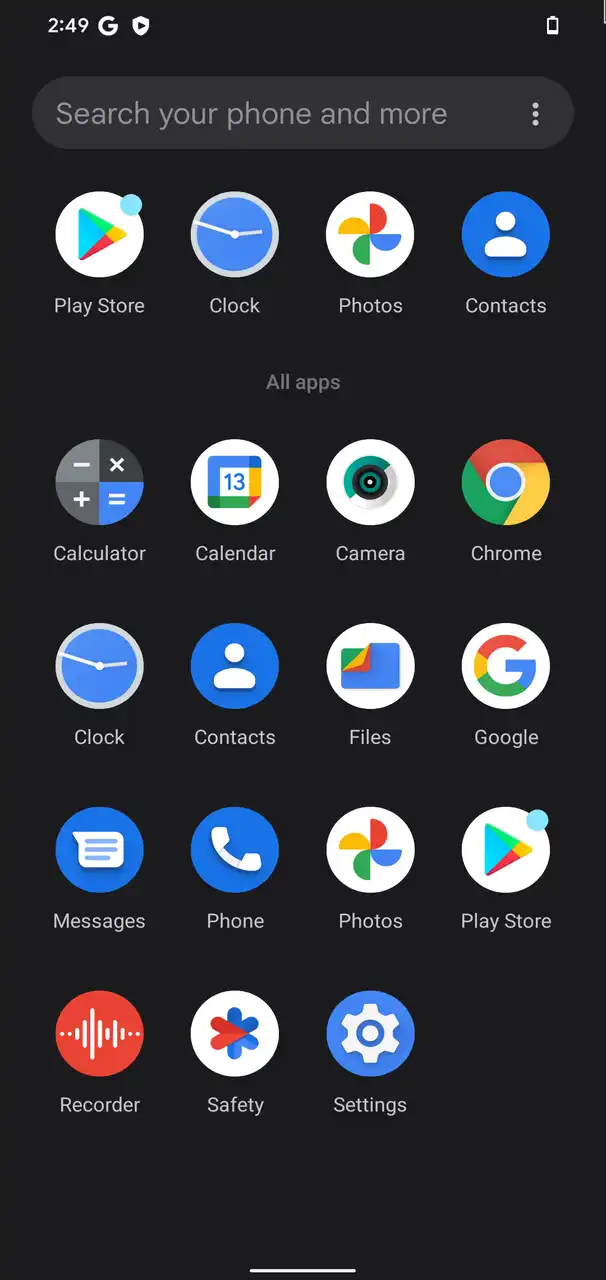 2:49
Search your phone and more
Play Store Clock Photos Contacts
All apps
13
Calculator Calendar Camera Chrome
Clock Contacts Files Google
Messages Phone Photos Play Store
Recorder Safety Settings